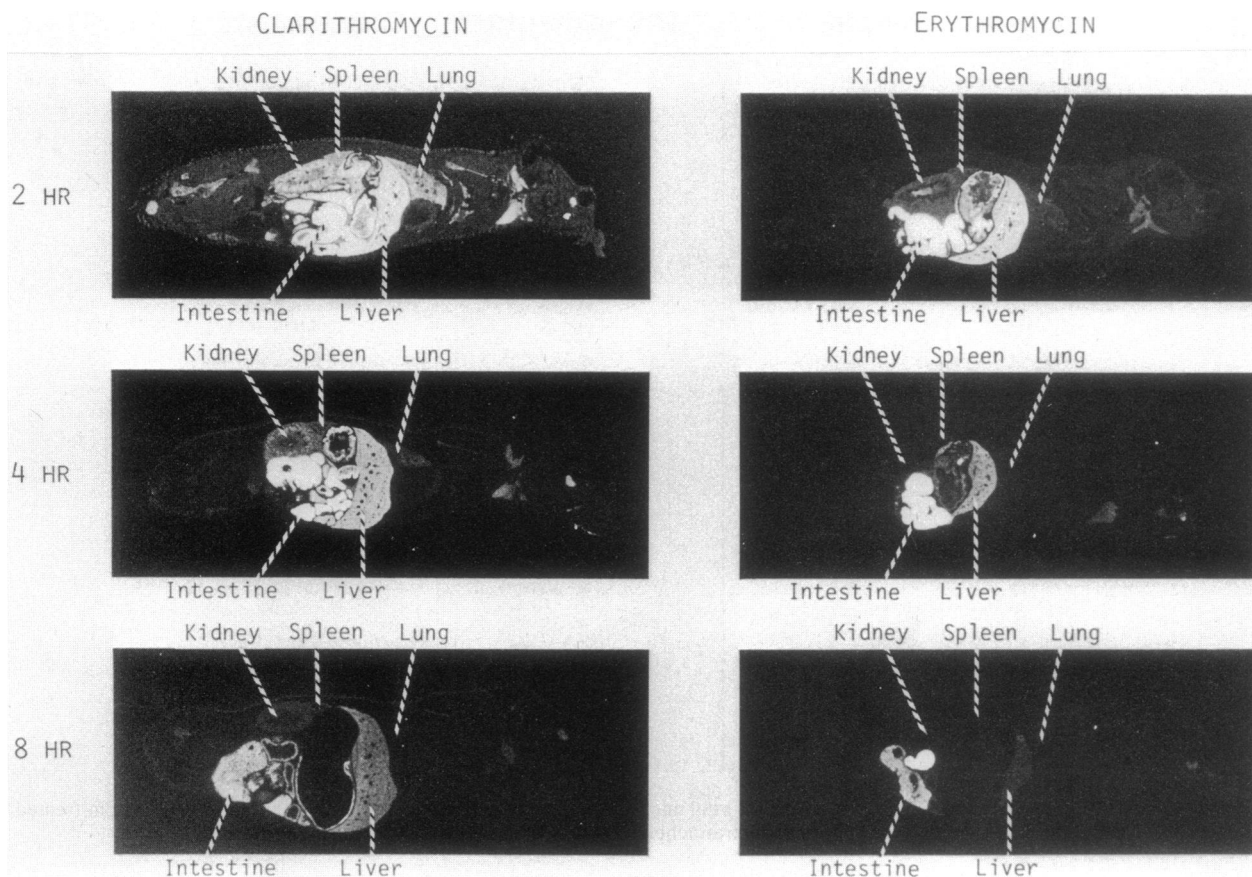 CLARITHROMYCIN ERYTHROMYCIN
Kidney Spleen Lung Kidney Spleen Lung
2 HR
Intestine Liver Intestine Liver
Kidney Spleen Lung Kidney Spleen Lung
4 HR
Intestine Liver Intestine Liver
Kidney Spleen Lung Kidney Spleen Lung
8 HR
Intestine Liver Intestine Liver